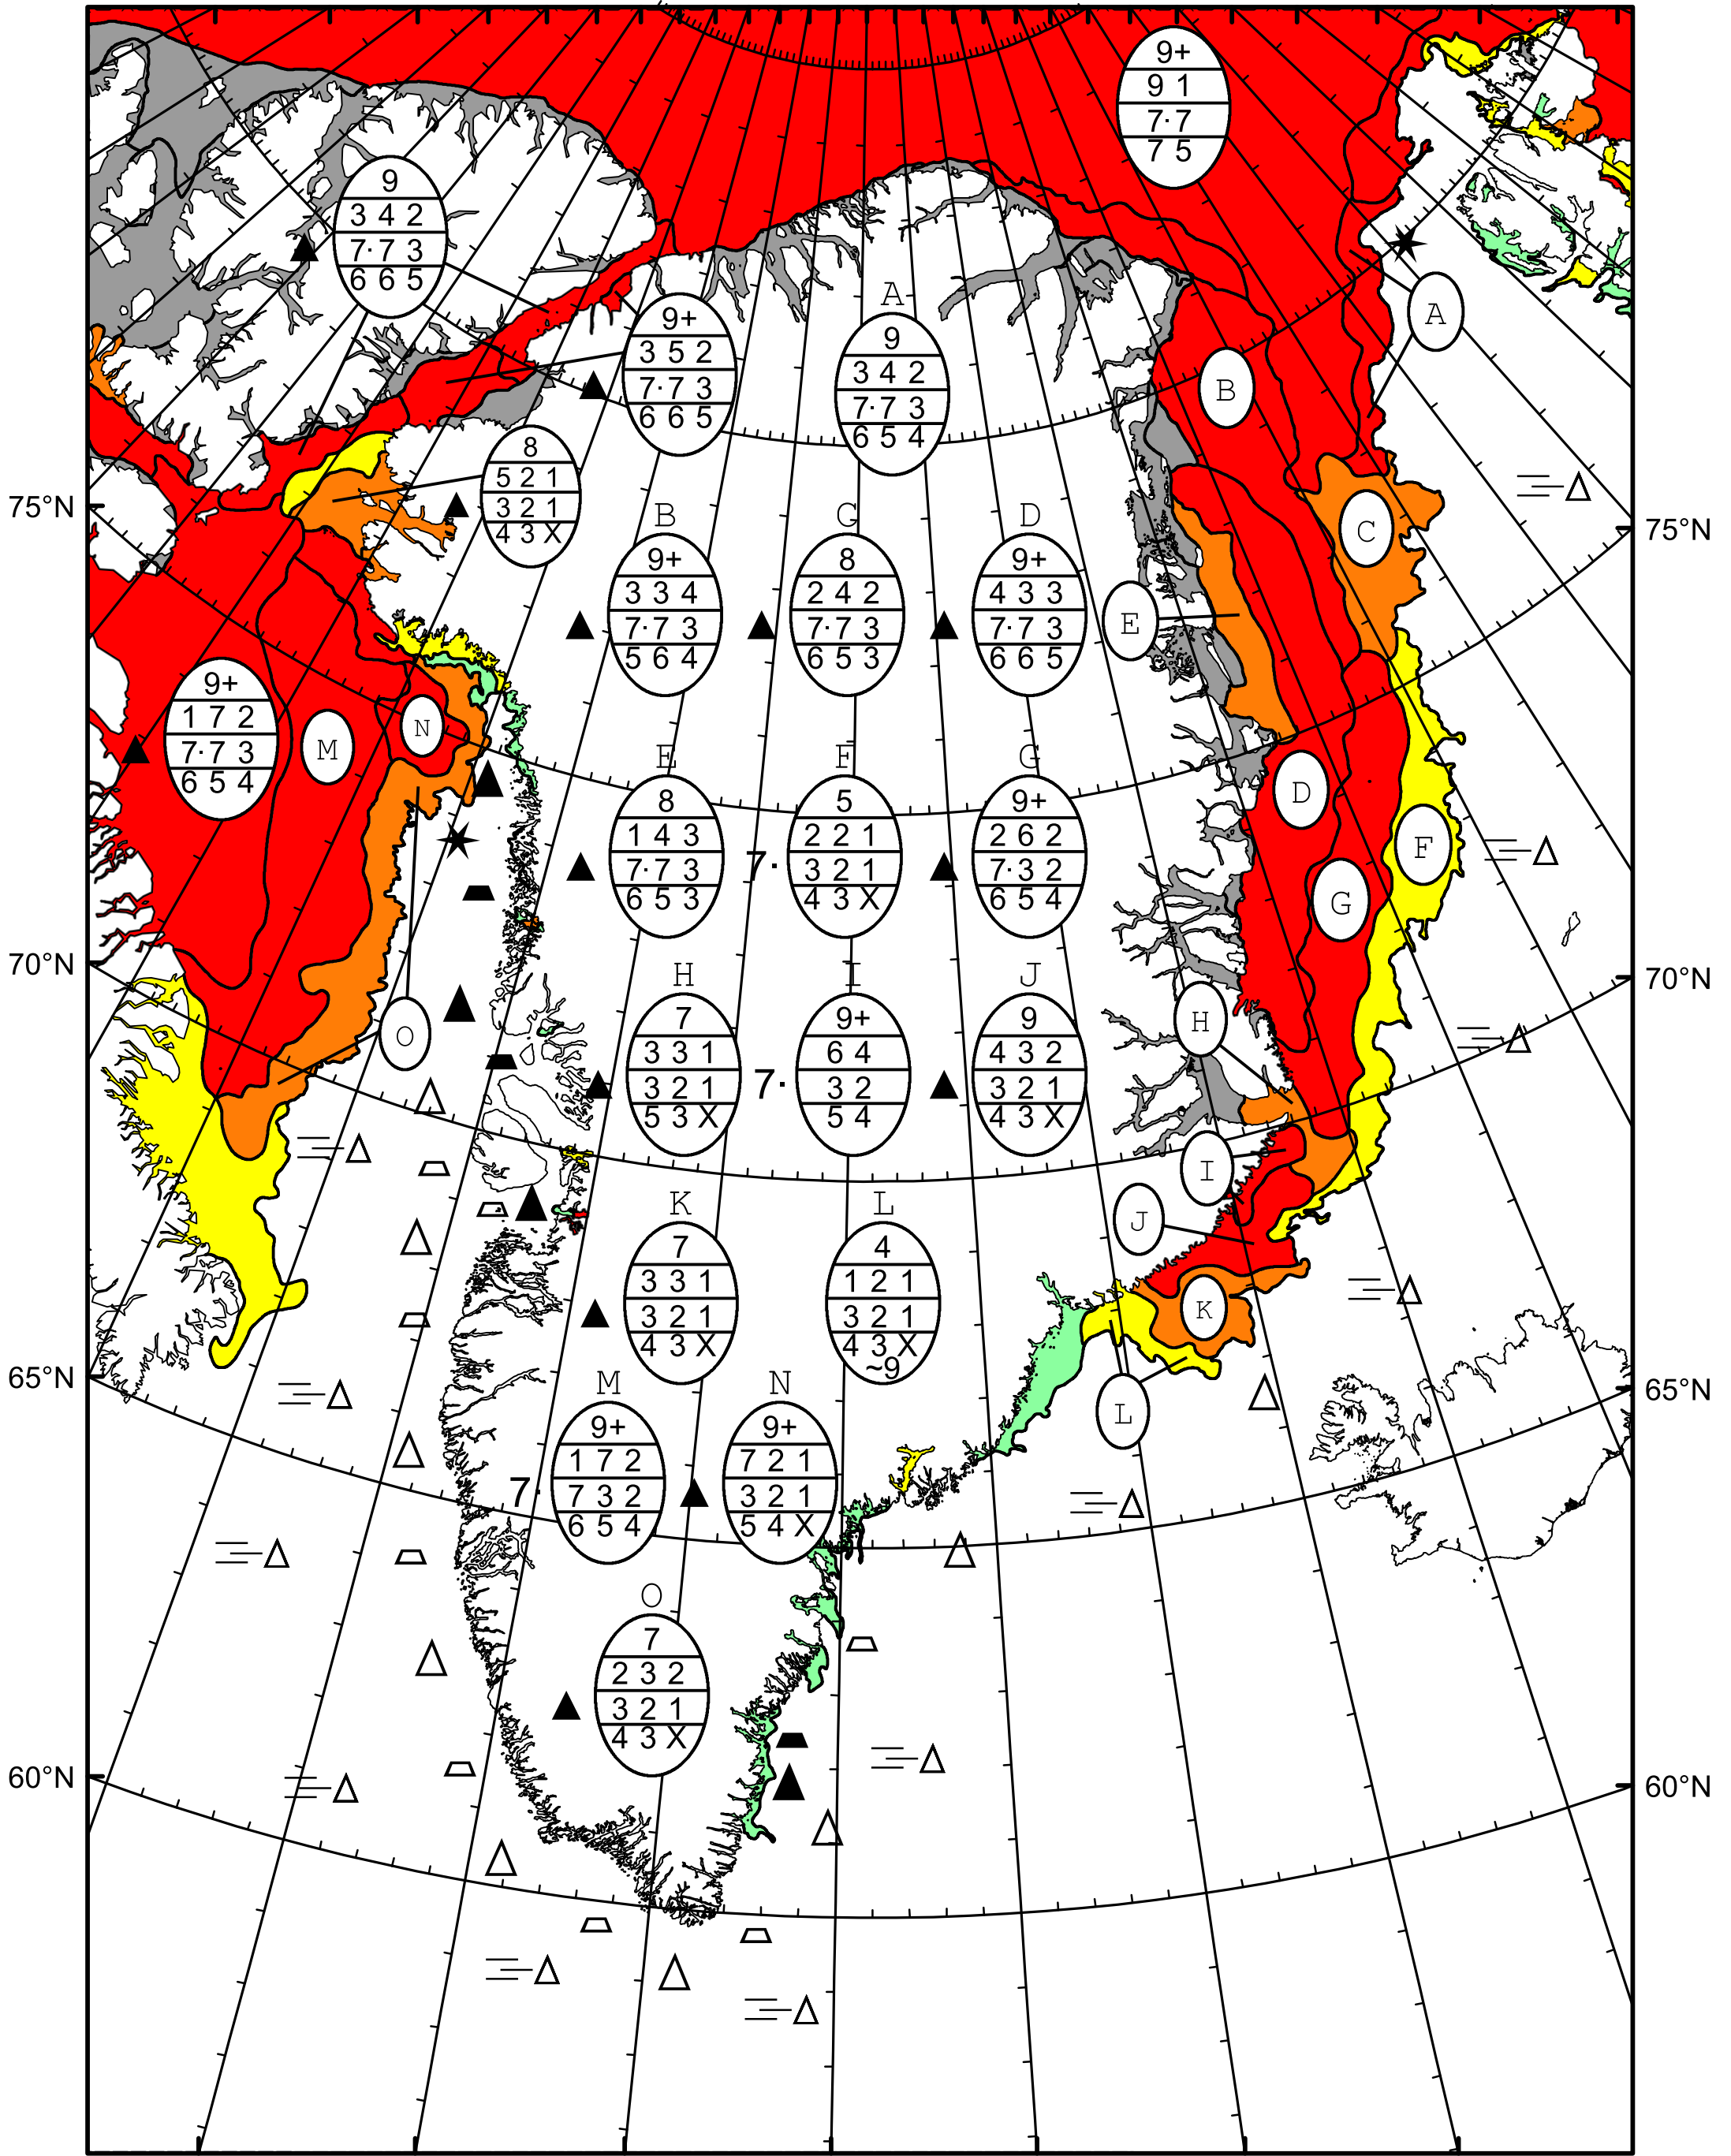 9+
9 1
7·7
7 5
9
3 4 2
7·7 3
6 6 5
9+
3 5 2
7·7 3
6 6 5
A
9
3 4 2
7·7 3
6 5 4
A
B
8
5 2 1
3 2 1
4 3 X
75°N
75°N
C
B
9+
3 3 4
7·7 3
5 6 4
G
8
2 4 2
7·7 3
6 5 3
D
9+
4 3 3
7·7 3
6 6 5
E
9+
1 7 2
7·7 3
6 5 4
M
N
E
8
1 4 3
7·7 3
6 5 3
F
5
2 2 1
7·
3 2 1
4 3 X
G
9+
2 6 2
7·3 2
6 5 4
D
F
G
70°N
70°N
H
7
3 3 1
3 2 1
5 3 X
I
9+
6 4
7·
3 2
5 4
J
9
4 3 2
3 2 1
4 3 X
H
O
I
J
K
7
3 3 1
3 2 1
4 3 X
L
4
1 2 1
3 2 1
4 3 X
~9
K
65°N
65°N
L
M
9+
1 7 2
7·
7 3 2
6 5 4
N
9+
7 2 1
3 2 1
5 4 X
O
7
2 3 2
3 2 1
4 3 X
60°N
60°N